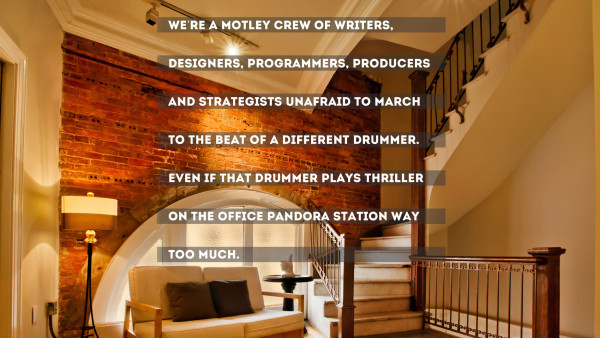 WE'RE A MOTLEY CREW OF WRITERS,
DESIGNERS, PROGRAMMERS, PRODUCERS
AND STRATEGISTS UNAFRAID TO MARCH
TO THE BEAT OF A DIFFERENT DRUMMER.
EVEN IF THAT DRUMMER PLAYS THRILLER
ON THE OFFICE PANDORA STATION WAY
TOO MUCH.